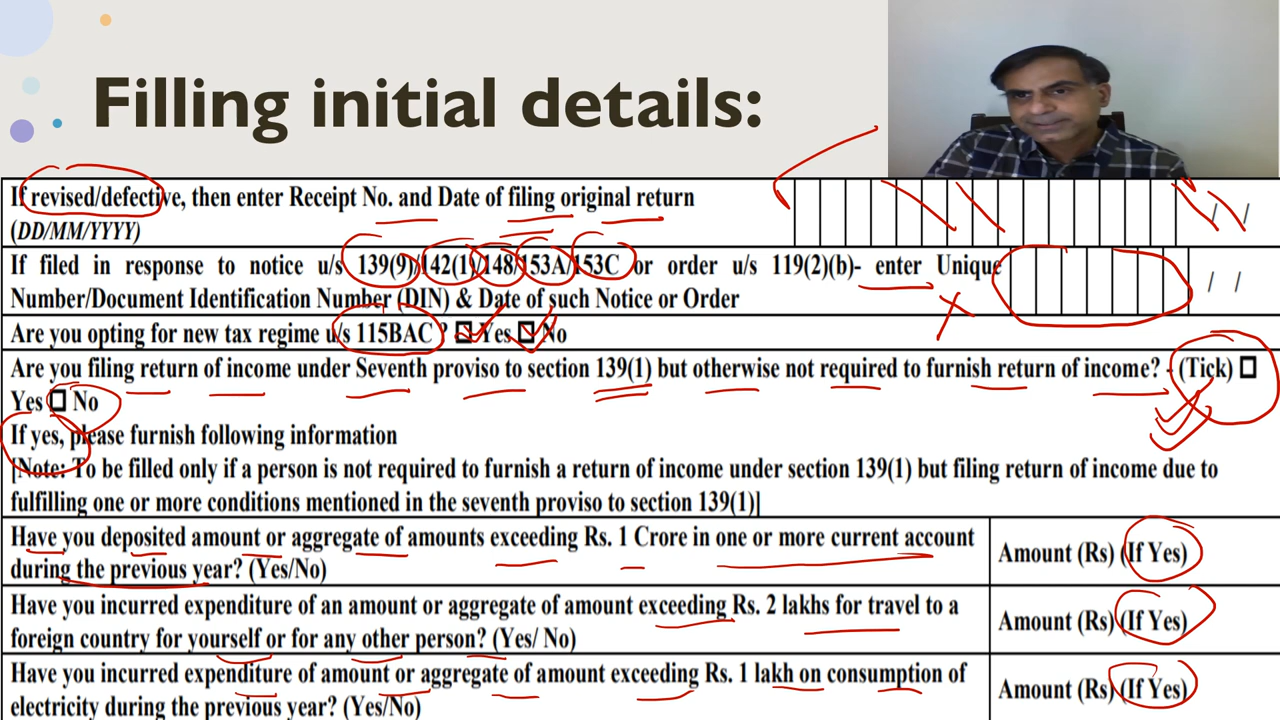 Filling initial details:
If revised/defective, then enter Receipt No. and Date of filing original return
(DD/MM/YYYY)
/ /
If filed in response to notice u/s 139(9)/142(1)/148/153A/153C or order u/s 119(2)(b)- enter Unique
Number/Document Identification Number (DIN) & Date of such Notice or Order
/ /
Are you opting for new tax regime u/s 115BAC ? ☐ Yes ☐ No
Are you filing return of income under Seventh proviso to section 139(1) but otherwise not required to furnish return of income? - (Tick) ☐
Yes ☐ No
If yes, please furnish following information
[Note: To be filled only if a person is not required to furnish a return of income under section 139(1) but filing return of income due to
fulfilling one or more conditions mentioned in the seventh proviso to section 139(1)]
Have you deposited amount or aggregate of amounts exceeding Rs. 1 Crore in one or more current account
during the previous year? (Yes/No)
Amount (Rs) (If Yes)
Have you incurred expenditure of an amount or aggregate of amount exceeding Rs. 2 lakhs for travel to a
foreign country for yourself or for any other person? (Yes/ No)
Amount (Rs) (If Yes)
Have you incurred expenditure of amount or aggregate of amount exceeding Rs. 1 lakh on consumption of
electricity during the previous year? (Yes/No)
Amount (Rs) (If Yes)